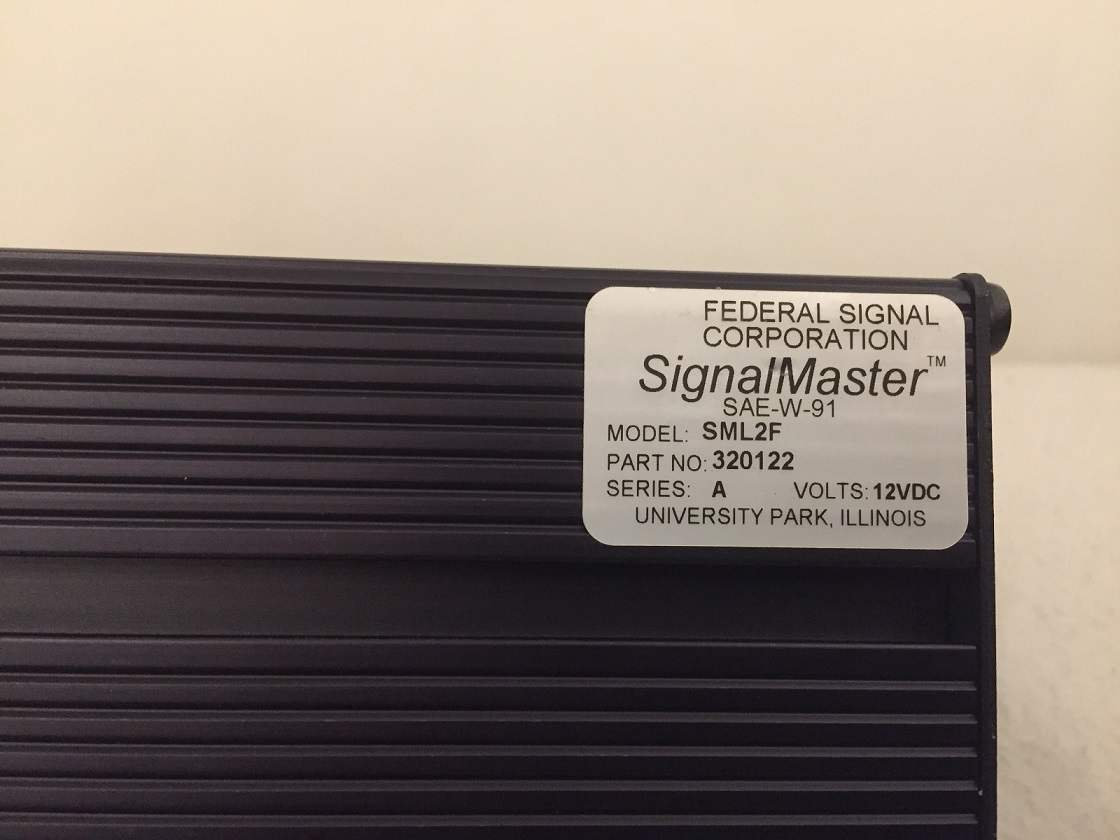 FEDERAL SIGNAL
CORPORATION
SignalMaster™
SAE-W-91
MODEL: SML2F
PART NO: 320122
SERIES: A VOLTS: 12VDC
UNIVERSITY PARK, ILLINOIS